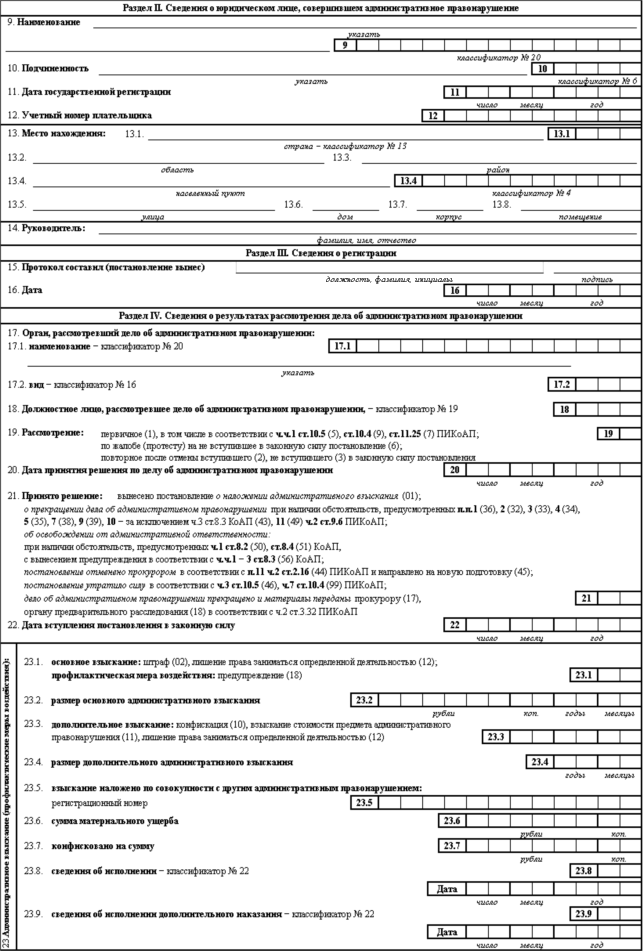 Раздел II. Сведения о юридическом лице, совершившем административное правонарушение
9. Наименование
указать
9
классификатор № 20
10. Подчиненность 10
указать классификатор № 6
11. Дата государственной регистрации 11
число месяц год
12. Учетный номер плательщика 12
13. Место нахождения: 13.1. 13.1
страна – классификатор № 13
13.2. 13.3.
область район
13.4. 13.4
населенный пункт классификатор № 4
13.5. 13.6. 13.7. 13.8.
улица дом корпус помещение
14. Руководитель:
фамилия, имя, отчество
Раздел III. Сведения о регистрации
15. Протокол составил (постановление вынес)
должность, фамилия, инициалы подпись
16. Дата 16
число месяц год
Раздел IV. Сведения о результатах рассмотрения дела об административном правонарушении
17. Орган, рассмотревший дело об административном правонарушении:
17.1. наименование – классификатор № 20 17.1
указать
17.2. вид – классификатор № 16 17.2
18. Должностное лицо, рассмотревшее дело об административном правонарушении, – классификатор № 19 18
19. Рассмотрение: первичное (1), в том числе в соответствии с ч.ч.1 ст.10.5 (5), ст.10.4 (9), ст.11.25 (7) ПИКоАП; 19
по жалобе (протесту) на не вступившее в законную силу постановление (6);
повторное после отмены вступившего (2), не вступившего (3) в законную силу постановления
20. Дата принятия решения по делу об административном правонарушении 20
число месяц год
21. Принято решение: вынесено постановление о наложении административного взыскания (01);
о прекращении дела об административном правонарушении при наличии обстоятельств, предусмотренных п.п.1 (36), 2 (32), 3 (33), 4 (34),
5 (35), 7 (38), 9 (39), 10 – за исключением ч.3 ст.8.3 КоАП (43), 11 (49) ч.2 ст.9.6 ПИКоАП;
об освобождении от административной ответственности:
при наличии обстоятельств, предусмотренных ч.1 ст.8.2 (50), ст.8.4 (51) КоАП,
с вынесением предупреждения в соответствии с ч.ч.1 – 3 ст.8.3 (56) КоАП;
постановление отменено прокурором в соответствии с п.11 ч.2 ст.2.16 (44) ПИКоАП и направлено на новую подготовку (45);
постановление утратило силу в соответствии с ч.3 ст.10.5 (46), ч.7 ст.10.4 (99) ПИКоАП;
дело об административном правонарушении прекращено и материалы переданы прокурору (17), 21
органу предварительного расследования (18) в соответствии с ч.2 ст.3.32 ПИКоАП
22. Дата вступления постановления в законную силу 22
число месяц год
23 Административное взыскание (профилактические меры воздействия):
23.1. основное взыскание: штраф (02), лишение права заниматься определенной деятельностью (12);
профилактическая мера воздействия: предупреждение (18) 23.1
23.2. размер основного административного взыскания 23.2
рубли коп. годы месяцы
23.3. дополнительное взыскание: конфискация (10), взыскание стоимости предмета административного
правонарушения (11), лишение права заниматься определенной деятельностью (12) 23.3
23.4. размер дополнительного административного взыскания 23.4
годы месяцы
23.5. взыскание наложено по совокупности с другим административным правонарушением:
регистрационный номер 23.5
23.6. сумма материального ущерба 23.6
рубли коп.
23.7. конфисковано на сумму 23.7
рубли коп.
23.8. сведения об исполнении – классификатор № 22 23.8
Дата
число месяц год
23.9. сведения об исполнении дополнительного наказания – классификатор № 22 23.9
Дата
число месяц год